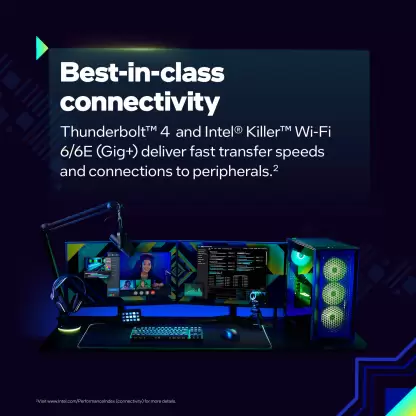 Best-in-class
connectivity
Thunderbolt™ 4 and Intel® Killer™ Wi-Fi
6/6E (Gig+) deliver fast transfer speeds
and connections to peripherals.²
²Visit www.intel.com/PerformanceIndex (connectivity) for more details.